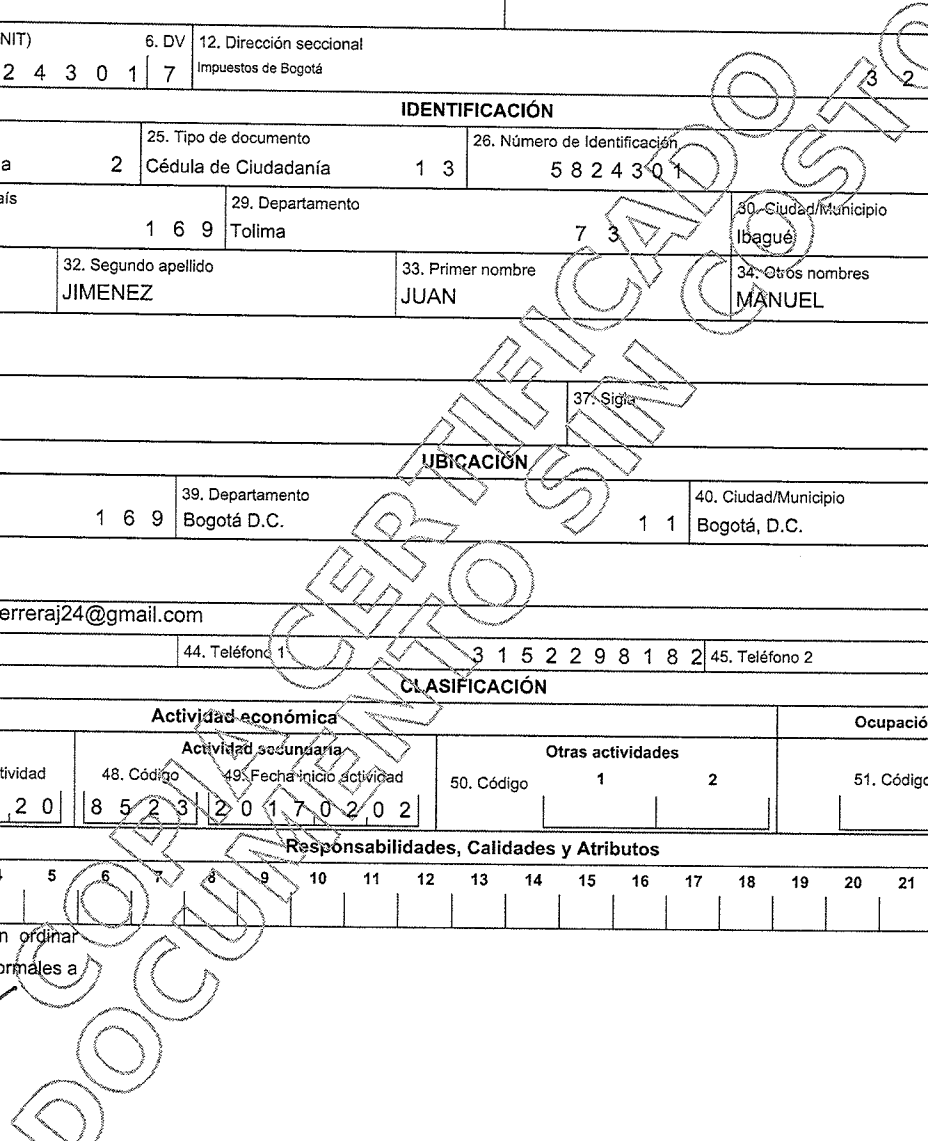 NIT) 6. DV 12. Dirección seccional
2 4 3 0 1 7 Impuestos de Bogotá 3 2
IDENTIFICACIÓN
25. Tipo de documento 26. Número de Identificación
a 2 Cédula de Ciudadanía 1 3 5 8 2 4 3 0 1
aís 29. Departamento 30. Ciudad/Municipio
1 6 9 Tolima 7 3 Ibagué
32. Segundo apellido 33. Primer nombre 34. Otros nombres
JIMENEZ JUAN MANUEL
37. Sigla
UBICACIÓN
39. Departamento 40. Ciudad/Municipio
1 6 9 Bogotá D.C. 1 1 Bogotá, D.C.
erreraj24@gmail.com
44. Teléfono 1 3 1 5 2 2 9 8 1 8 2 45. Teléfono 2
CLASIFICACIÓN
Actividad económica Ocupació
Actividad secundaria Otras actividades
tividad 48. Código 49. Fecha inicio actividad 50. Código 1 2 51. Código
2 0 8 5 2 3 2 0 1 7 0 2 0 2
Responsabilidades, Calidades y Atributos
5 6 7 8 9 10 11 12 13 14 15 16 17 18 19 20 21
n ordinar
ormales a
COPIA CERTIFICADO
DOCUMENTO SIN COSTO